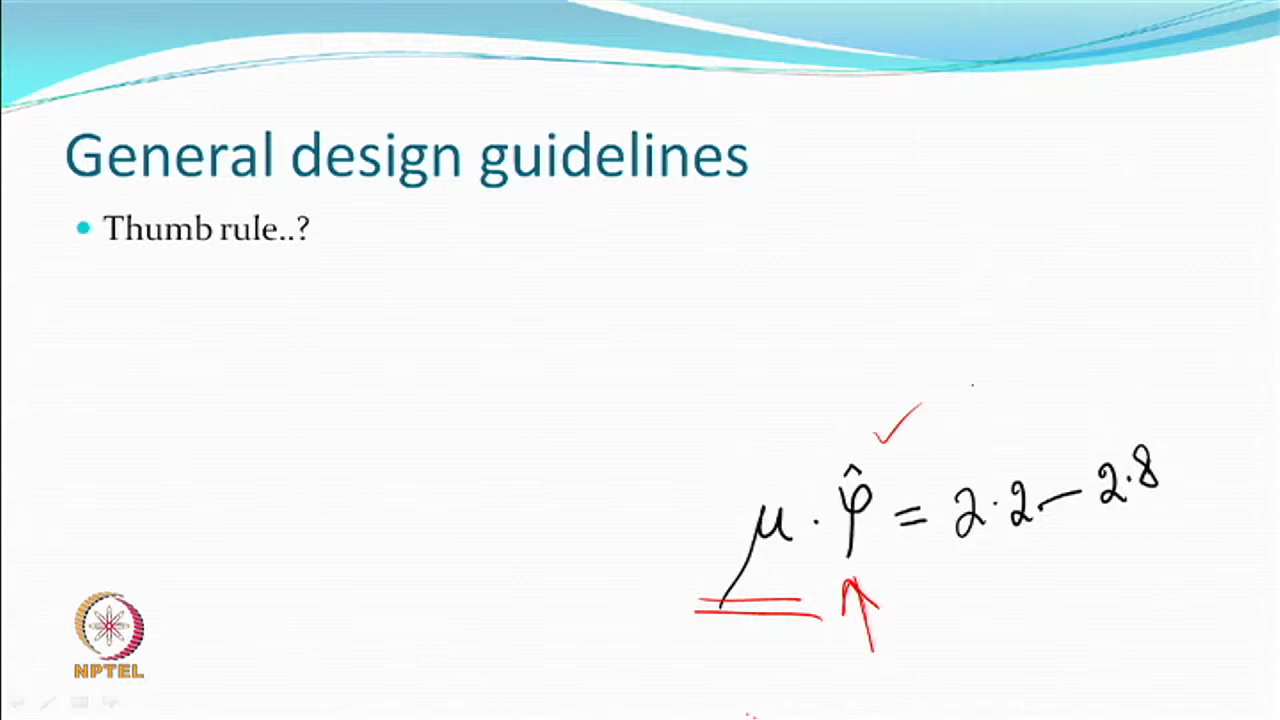 General design guidelines
Thumb rule..?
μ . φ̂ = 2.2 - 2.8
NPTEL